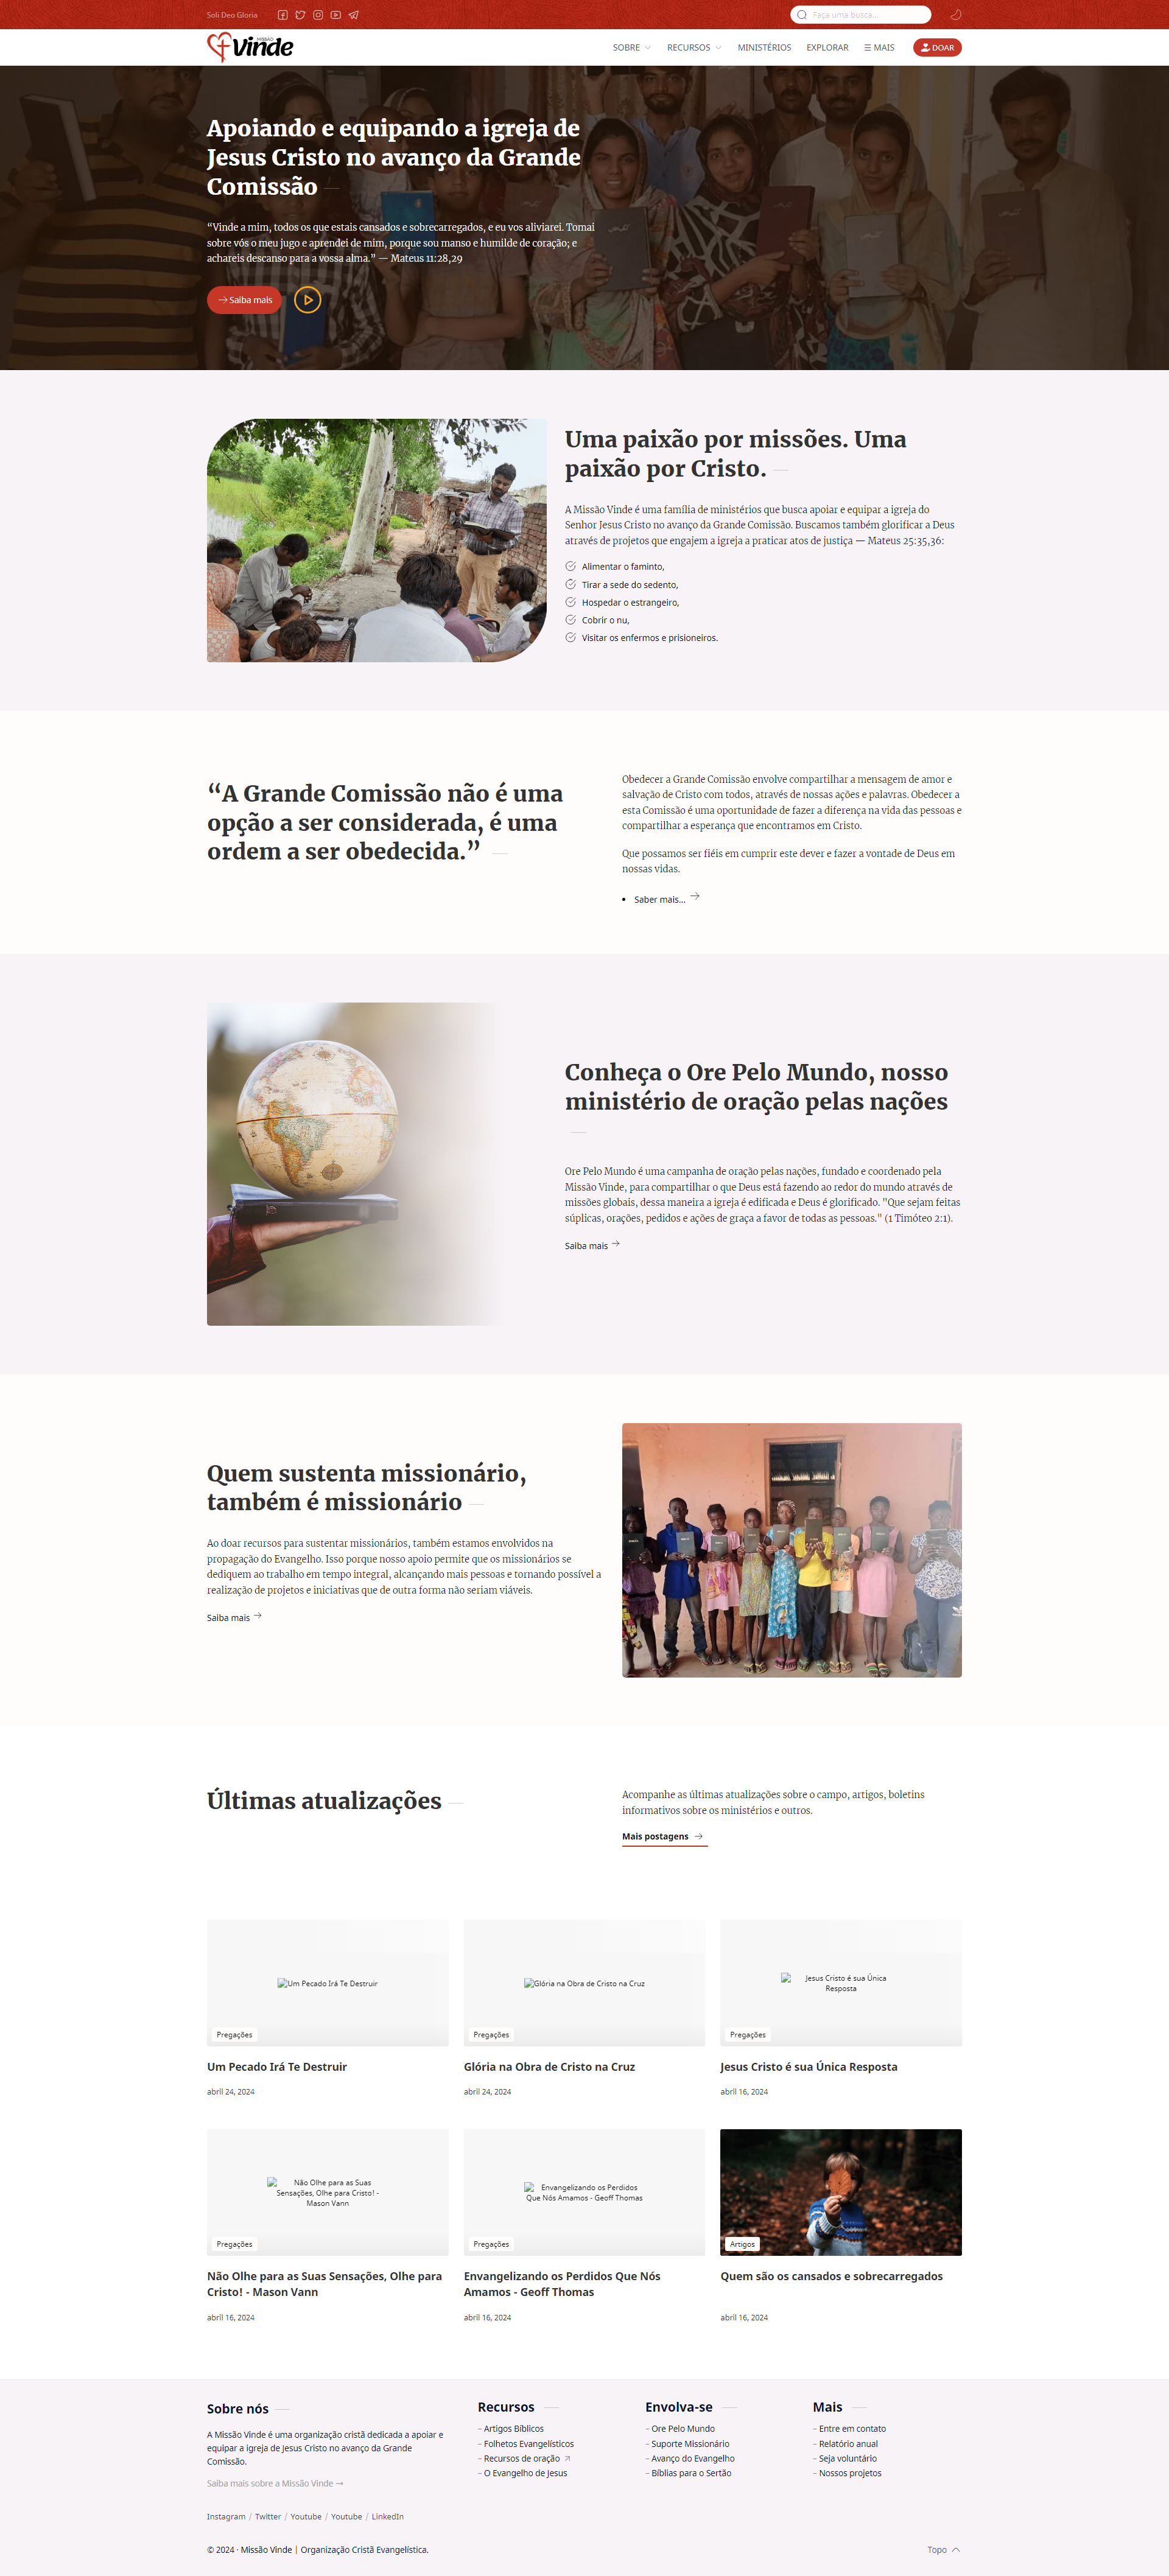 Soli Deo Gloria
Faça uma busca...
MISSÃO
Vinde
SOBRE
RECURSOS
MINISTÉRIOS
EXPLORAR
☰ MAIS
DOAR
Apoiando e equipando a igreja de
Jesus Cristo no avanço da Grande
Comissão
“Vinde a mim, todos os que estais cansados e sobrecarregados, e eu vos aliviarei. Tomai
sobre vós o meu jugo e aprendei de mim, porque sou manso e humilde de coração; e
achareis descanso para a vossa alma.” — Mateus 11:28,29
Saiba mais
Uma paixão por missões. Uma
paixão por Cristo.
A Missão Vinde é uma família de ministérios que busca apoiar e equipar a igreja do
Senhor Jesus Cristo no avanço da Grande Comissão. Buscamos também glorificar a Deus
através de projetos que engajem a igreja a praticar atos de justiça — Mateus 25:35,36:
Alimentar o faminto,
Tirar a sede do sedento,
Hospedar o estrangeiro,
Cobrir o nu,
Visitar os enfermos e prisioneiros.
“A Grande Comissão não é uma
opção a ser considerada, é uma
ordem a ser obedecida.”
Obedecer a Grande Comissão envolve compartilhar a mensagem de amor e
salvação de Cristo com todos, através de nossas ações e palavras. Obedecer a
esta Comissão é uma oportunidade de fazer a diferença na vida das pessoas e
compartilhar a esperança que encontramos em Cristo.
Que possamos ser fiéis em cumprir este dever e fazer a vontade de Deus em
nossas vidas.
• Saber mais...
Conheça o Ore Pelo Mundo, nosso
ministério de oração pelas nações
Ore Pelo Mundo é uma campanha de oração pelas nações, fundado e coordenado pela
Missão Vinde, para compartilhar o que Deus está fazendo ao redor do mundo através de
missões globais, dessa maneira a igreja é edificada e Deus é glorificado. "Que sejam feitas
súplicas, orações, pedidos e ações de graça a favor de todas as pessoas." (1 Timóteo 2:1).
Saiba mais
Quem sustenta missionário,
também é missionário
Ao doar recursos para sustentar missionários, também estamos envolvidos na
propagação do Evangelho. Isso porque nosso apoio permite que os missionários se
dediquem ao trabalho em tempo integral, alcançando mais pessoas e tornando possível a
realização de projetos e iniciativas que de outra forma não seriam viáveis.
Saiba mais
Últimas atualizações
Acompanhe as últimas atualizações sobre o campo, artigos, boletins
informativos sobre os ministérios e outros.
Mais postagens
Um Pecado Irá Te Destruir
Pregações
Um Pecado Irá Te Destruir
abril 24, 2024
Glória na Obra de Cristo na Cruz
Pregações
Glória na Obra de Cristo na Cruz
abril 24, 2024
Jesus Cristo é sua Única
Resposta
Pregações
Jesus Cristo é sua Única Resposta
abril 16, 2024
Não Olhe para as Suas
Sensações, Olhe para Cristo! -
Mason Vann
Pregações
Não Olhe para as Suas Sensações, Olhe para
Cristo! - Mason Vann
abril 16, 2024
Envangelizando os Perdidos
Que Nós Amamos - Geoff Thomas
Pregações
Envangelizando os Perdidos Que Nós
Amamos - Geoff Thomas
abril 16, 2024
Artigos
Quem são os cansados e sobrecarregados
abril 16, 2024
Sobre nós
A Missão Vinde é uma organização cristã dedicada a apoiar e
equipar a igreja de Jesus Cristo no avanço da Grande
Comissão.
Saiba mais sobre a Missão Vinde →
Recursos
- Artigos Bíblicos
- Folhetos Evangelísticos
- Recursos de oração
- O Evangelho de Jesus
Envolva-se
- Ore Pelo Mundo
- Suporte Missionário
- Avanço do Evangelho
- Bíblias para o Sertão
Mais
- Entre em contato
- Relatório anual
- Seja voluntário
- Nossos projetos
Instagram / Twitter / Youtube / Youtube / LinkedIn
© 2024 · Missão Vinde | Organização Cristã Evangelística.
Topo